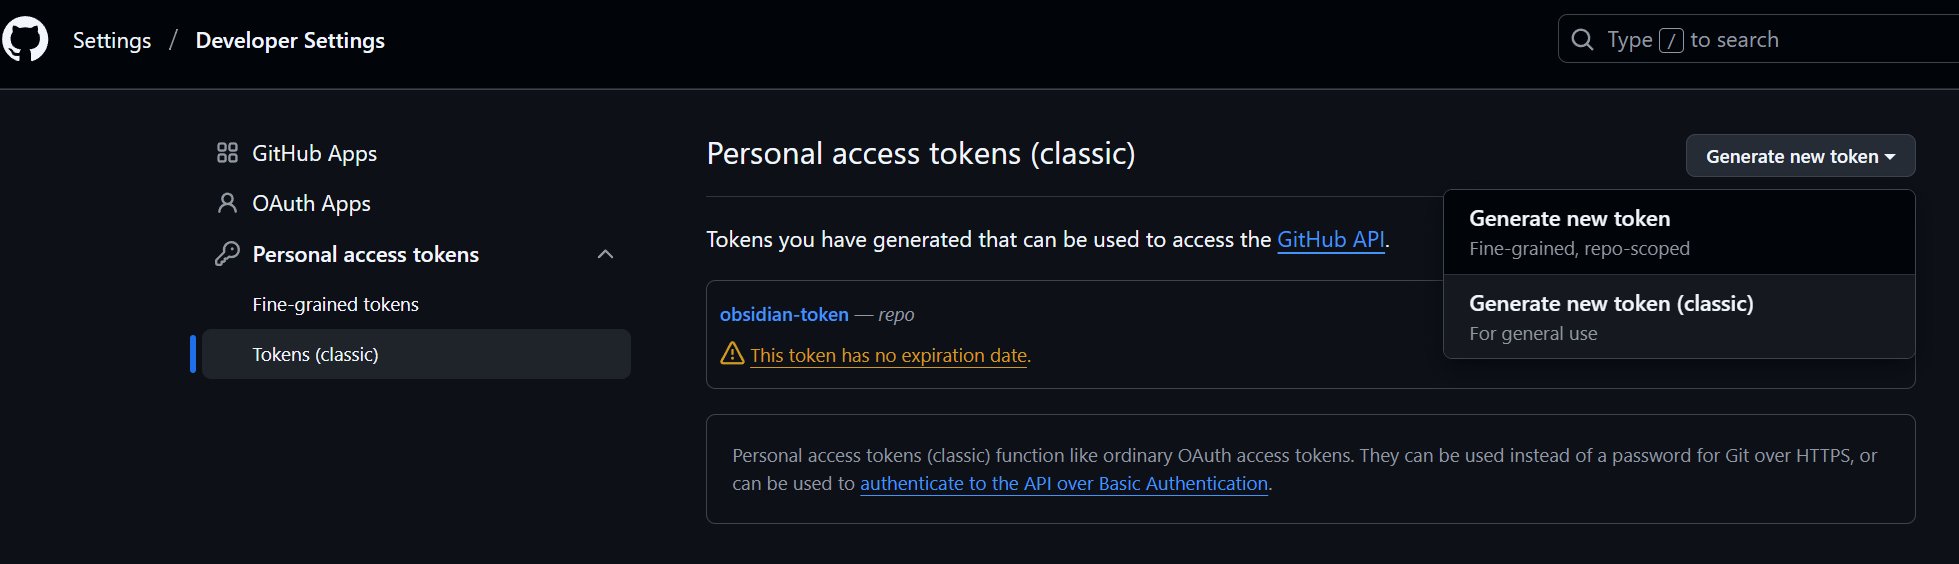 Settings / Developer Settings
Type / to search
GitHub Apps
OAuth Apps
Personal access tokens
Fine-grained tokens
Tokens (classic)
Personal access tokens (classic)
Generate new token
Generate new token
Fine-grained, repo-scoped
Generate new token (classic)
For general use
Tokens you have generated that can be used to access the GitHub API.
obsidian-token — repo
This token has no expiration date.
Personal access tokens (classic) function like ordinary OAuth access tokens. They can be used instead of a password for Git over HTTPS, or
can be used to authenticate to the API over Basic Authentication.